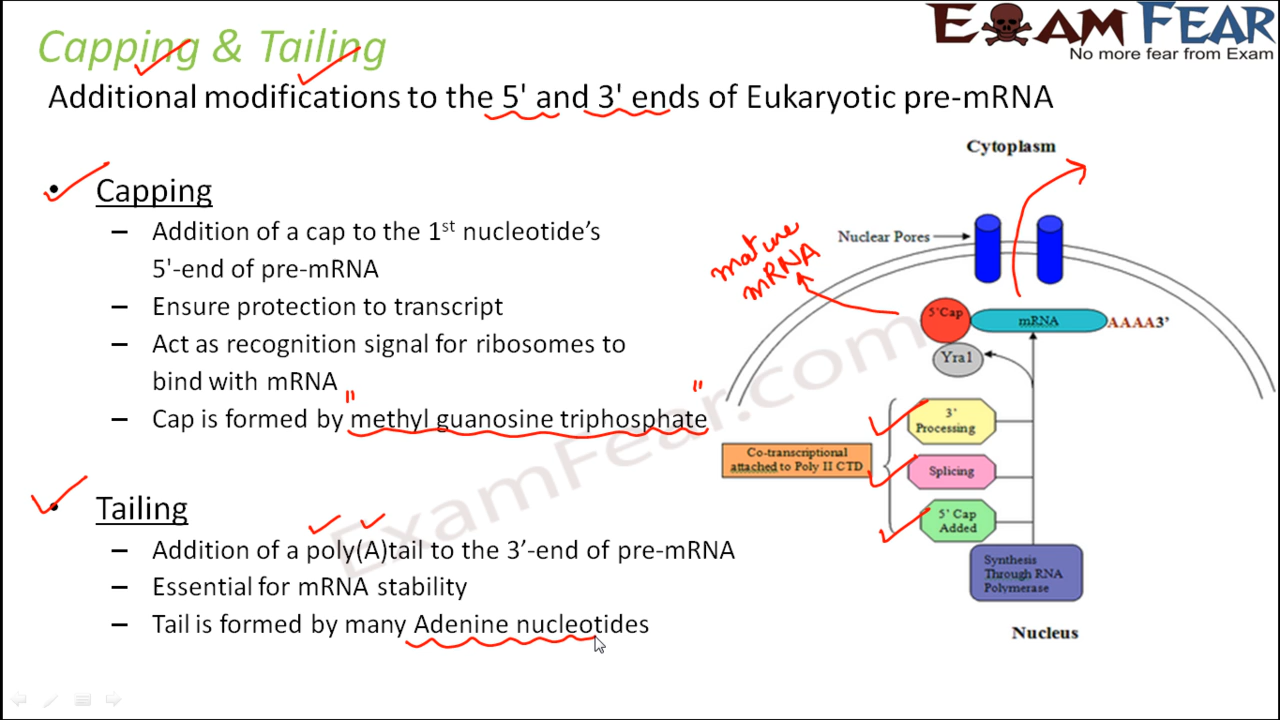 Capping & Tailing
EXAM FEAR
No more fear from Exam
Additional modifications to the 5' and 3' ends of Eukaryotic pre-mRNA
• Capping
– Addition of a cap to the 1st nucleotide’s
5'-end of pre-mRNA
– Ensure protection to transcript
– Act as recognition signal for ribosomes to
bind with mRNA
– Cap is formed by "methyl guanosine triphosphate"
• Tailing
– Addition of a poly(A)tail to the 3’-end of pre-mRNA
– Essential for mRNA stability
– Tail is formed by many Adenine nucleotides
Cytoplasm
Nuclear Pores
mature
mRNA
5'Cap
mRNA
AAAA3’
Yra1
3'
Processing
Co-transcriptional
attached to Poly II CTD
Splicing
5' Cap
Added
Synthesis
Through RNA
Polymerase
Nucleus
ExamFear.com